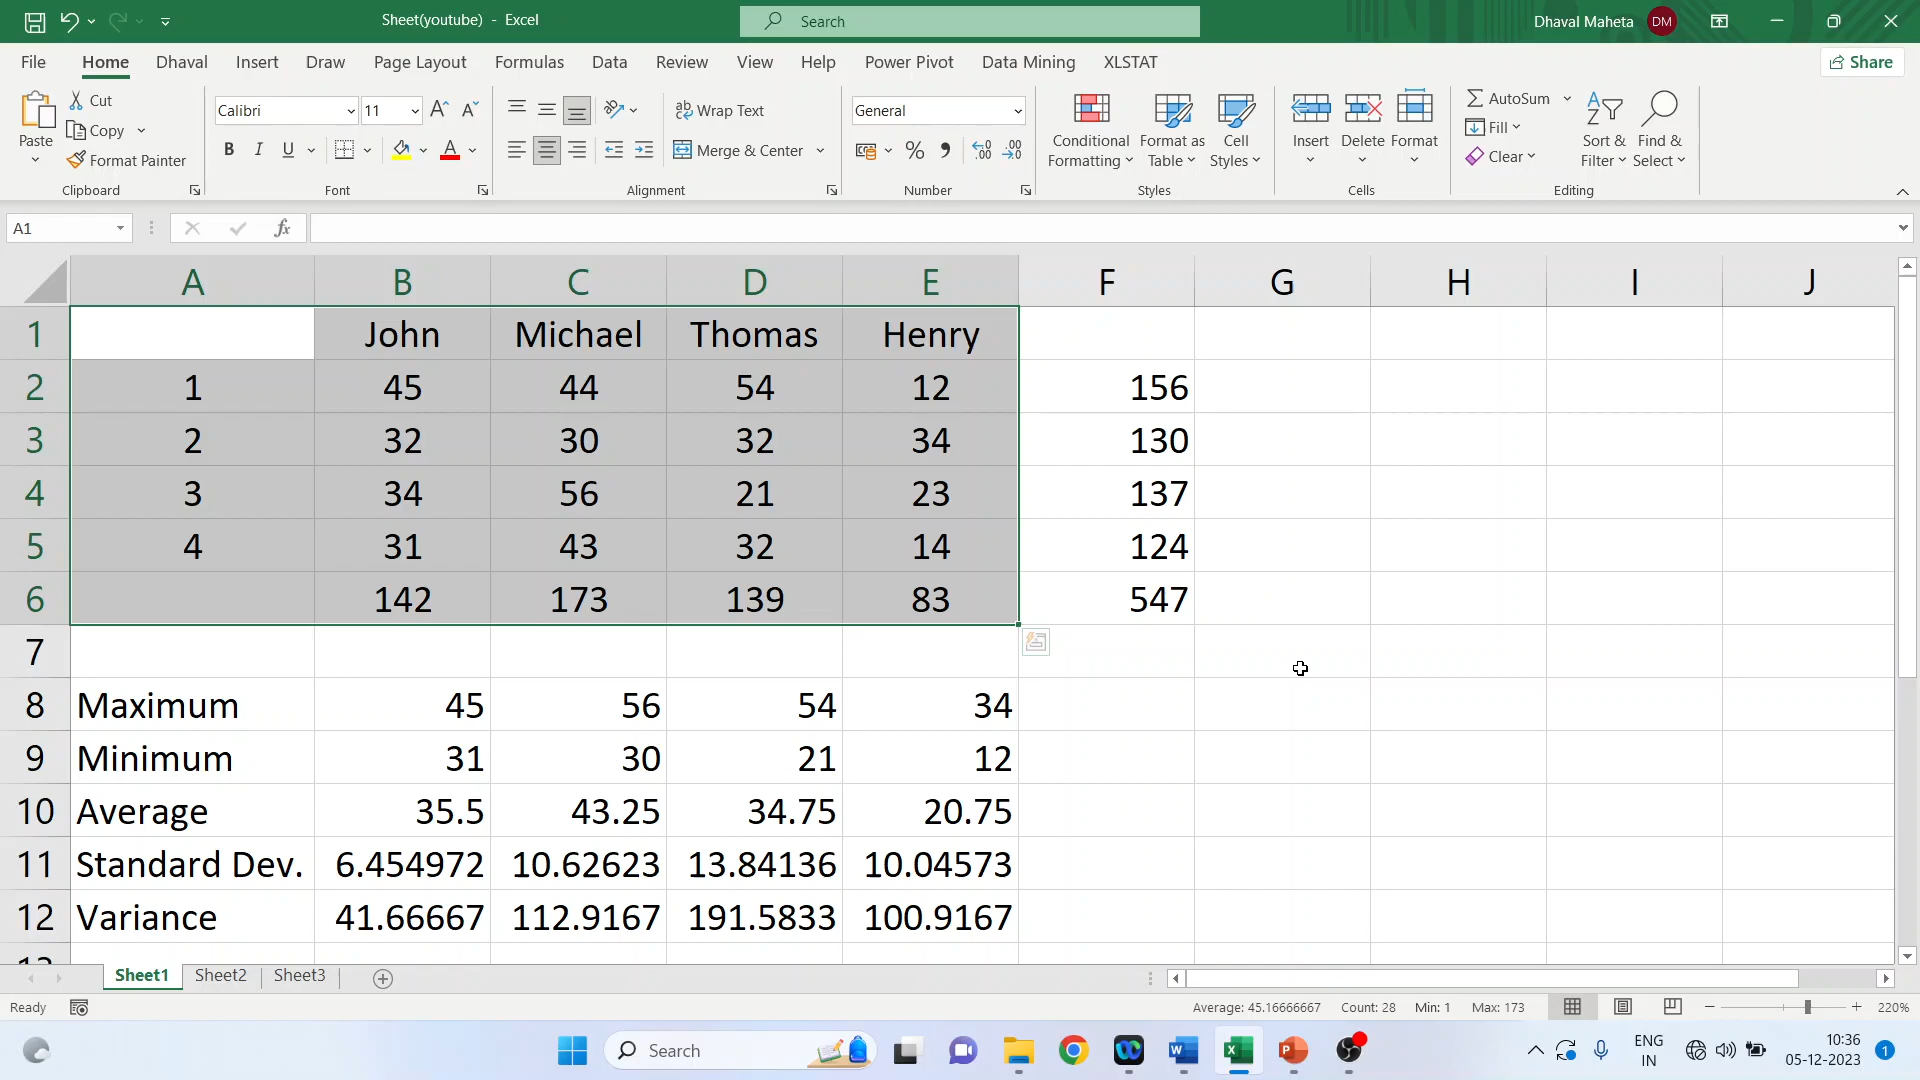 Sheet(youtube) - Excel
Search
Dhaval Maheta DM
File Home Dhaval Insert Draw Page Layout Formulas Data Review View Help Power Pivot Data Mining XLSTAT Share
Paste Cut Copy Format Painter Clipboard
Calibri 11 B I U Font
Wrap Text Merge & Center Alignment
General Number
Conditional Formatting Format as Table Cell Styles Styles
Insert Delete Format Cells
AutoSum Fill Clear Sort & Filter Find & Select Editing
A1 fx
A B C D E F G H I J
1 John Michael Thomas Henry
2 1 45 44 54 12 156
3 2 32 30 32 34 130
4 3 34 56 21 23 137
5 4 31 43 32 14 124
6 142 173 139 83 547
7
8 Maximum 45 56 54 34
9 Minimum 31 30 21 12
10 Average 35.5 43.25 34.75 20.75
11 Standard Dev. 6.454972 10.62623 13.84136 10.04573
12 Variance 41.66667 112.9167 191.5833 100.9167
Sheet1 Sheet2 Sheet3
Ready Average: 45.16666667 Count: 28 Min: 1 Max: 173 220%
Search
ENG
IN
10:36
05-12-2023
1